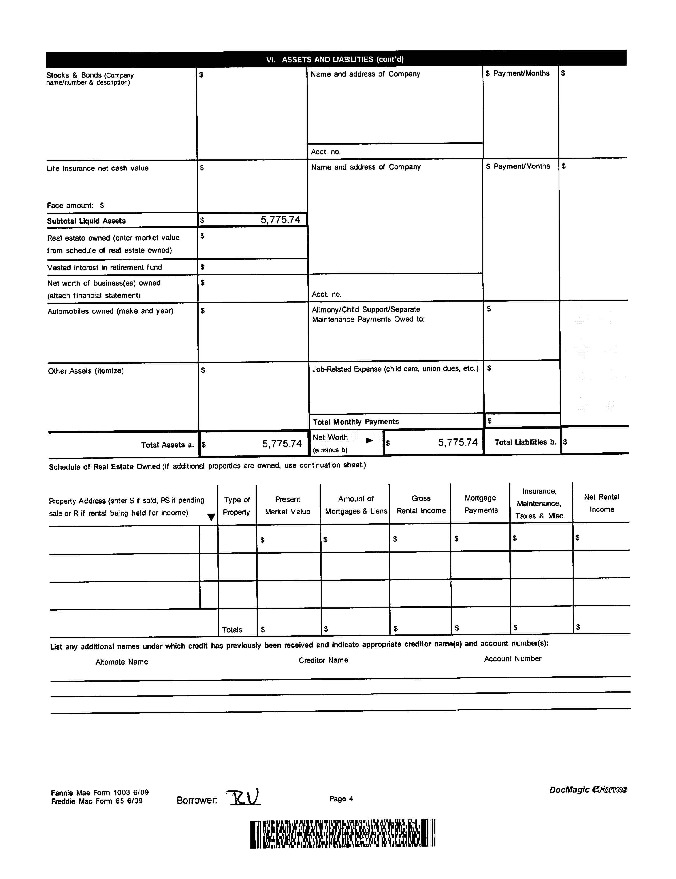 VI. ASSETS AND LIABILITIES (cont'd)
Stocks & Bonds (Company name/number & description)
$
Name and address of Company
$ Payment/Months
$
Acct. no.
Life insurance net cash value
$
Name and address of Company
$ Payment/Months
$
Face amount: $
Subtotal Liquid Assets
$ 5,775.74
Real estate owned (enter market value from schedule of real estate owned)
$
Vested interest in retirement fund
$
Net worth of business(es) owned (attach financial statement)
$
Acct. no.
Automobiles owned (make and year)
$
Alimony/Child Support/Separate Maintenance Payments Owed to:
$
Other Assets (itemize)
$
Job-Related Expense (child care, union dues, etc.)
$
Total Monthly Payments
$
Total Assets a.
$ 5,775.74
Net Worth (a minus b) ►
$ 5,775.74
Total Liabilities b.
$
Schedule of Real Estate Owned (If additional properties are owned, use continuation sheet.)
Property Address (enter S if sold, PS if pending sale or R if rental being held for income) ▼
Type of Property
Present Market Value
Amount of Mortgages & Liens
Gross Rental Income
Mortgage Payments
Insurance, Maintenance, Taxes & Misc.
Net Rental Income
$ $ $ $ $ $
Totals $ $ $ $ $ $
List any additional names under which credit has previously been received and indicate appropriate creditor name(s) and account number(s):
Alternate Name
Creditor Name
Account Number
Fannie Mae Form 1003 6/09
Freddie Mac Form 65 6/09
Borrower: RV
Page 4
DocMagic